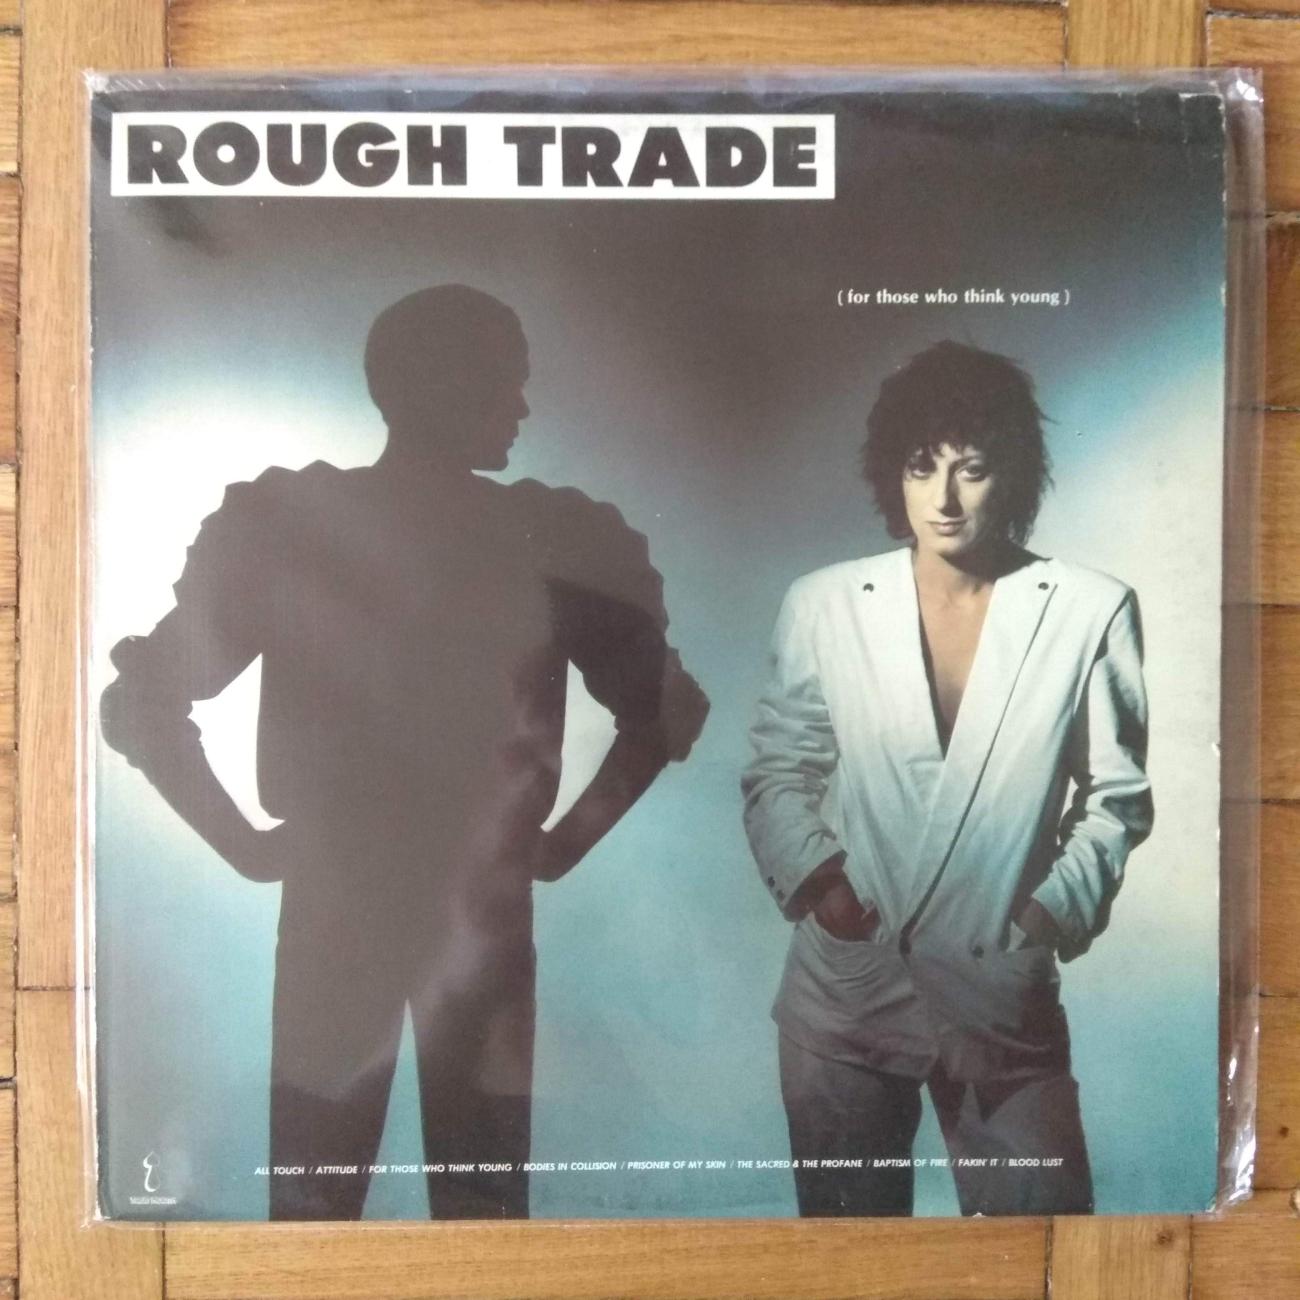 ROUGH TRADE
( for those who think young )
ALL TOUCH / ATTITUDE / FOR THOSE WHO THINK YOUNG / BODIES IN COLLISION / PRISONER OF MY SKIN / THE SACRED & THE PROFANE / BAPTISM OF FIRE / FAKIN' IT / BLOOD LUST